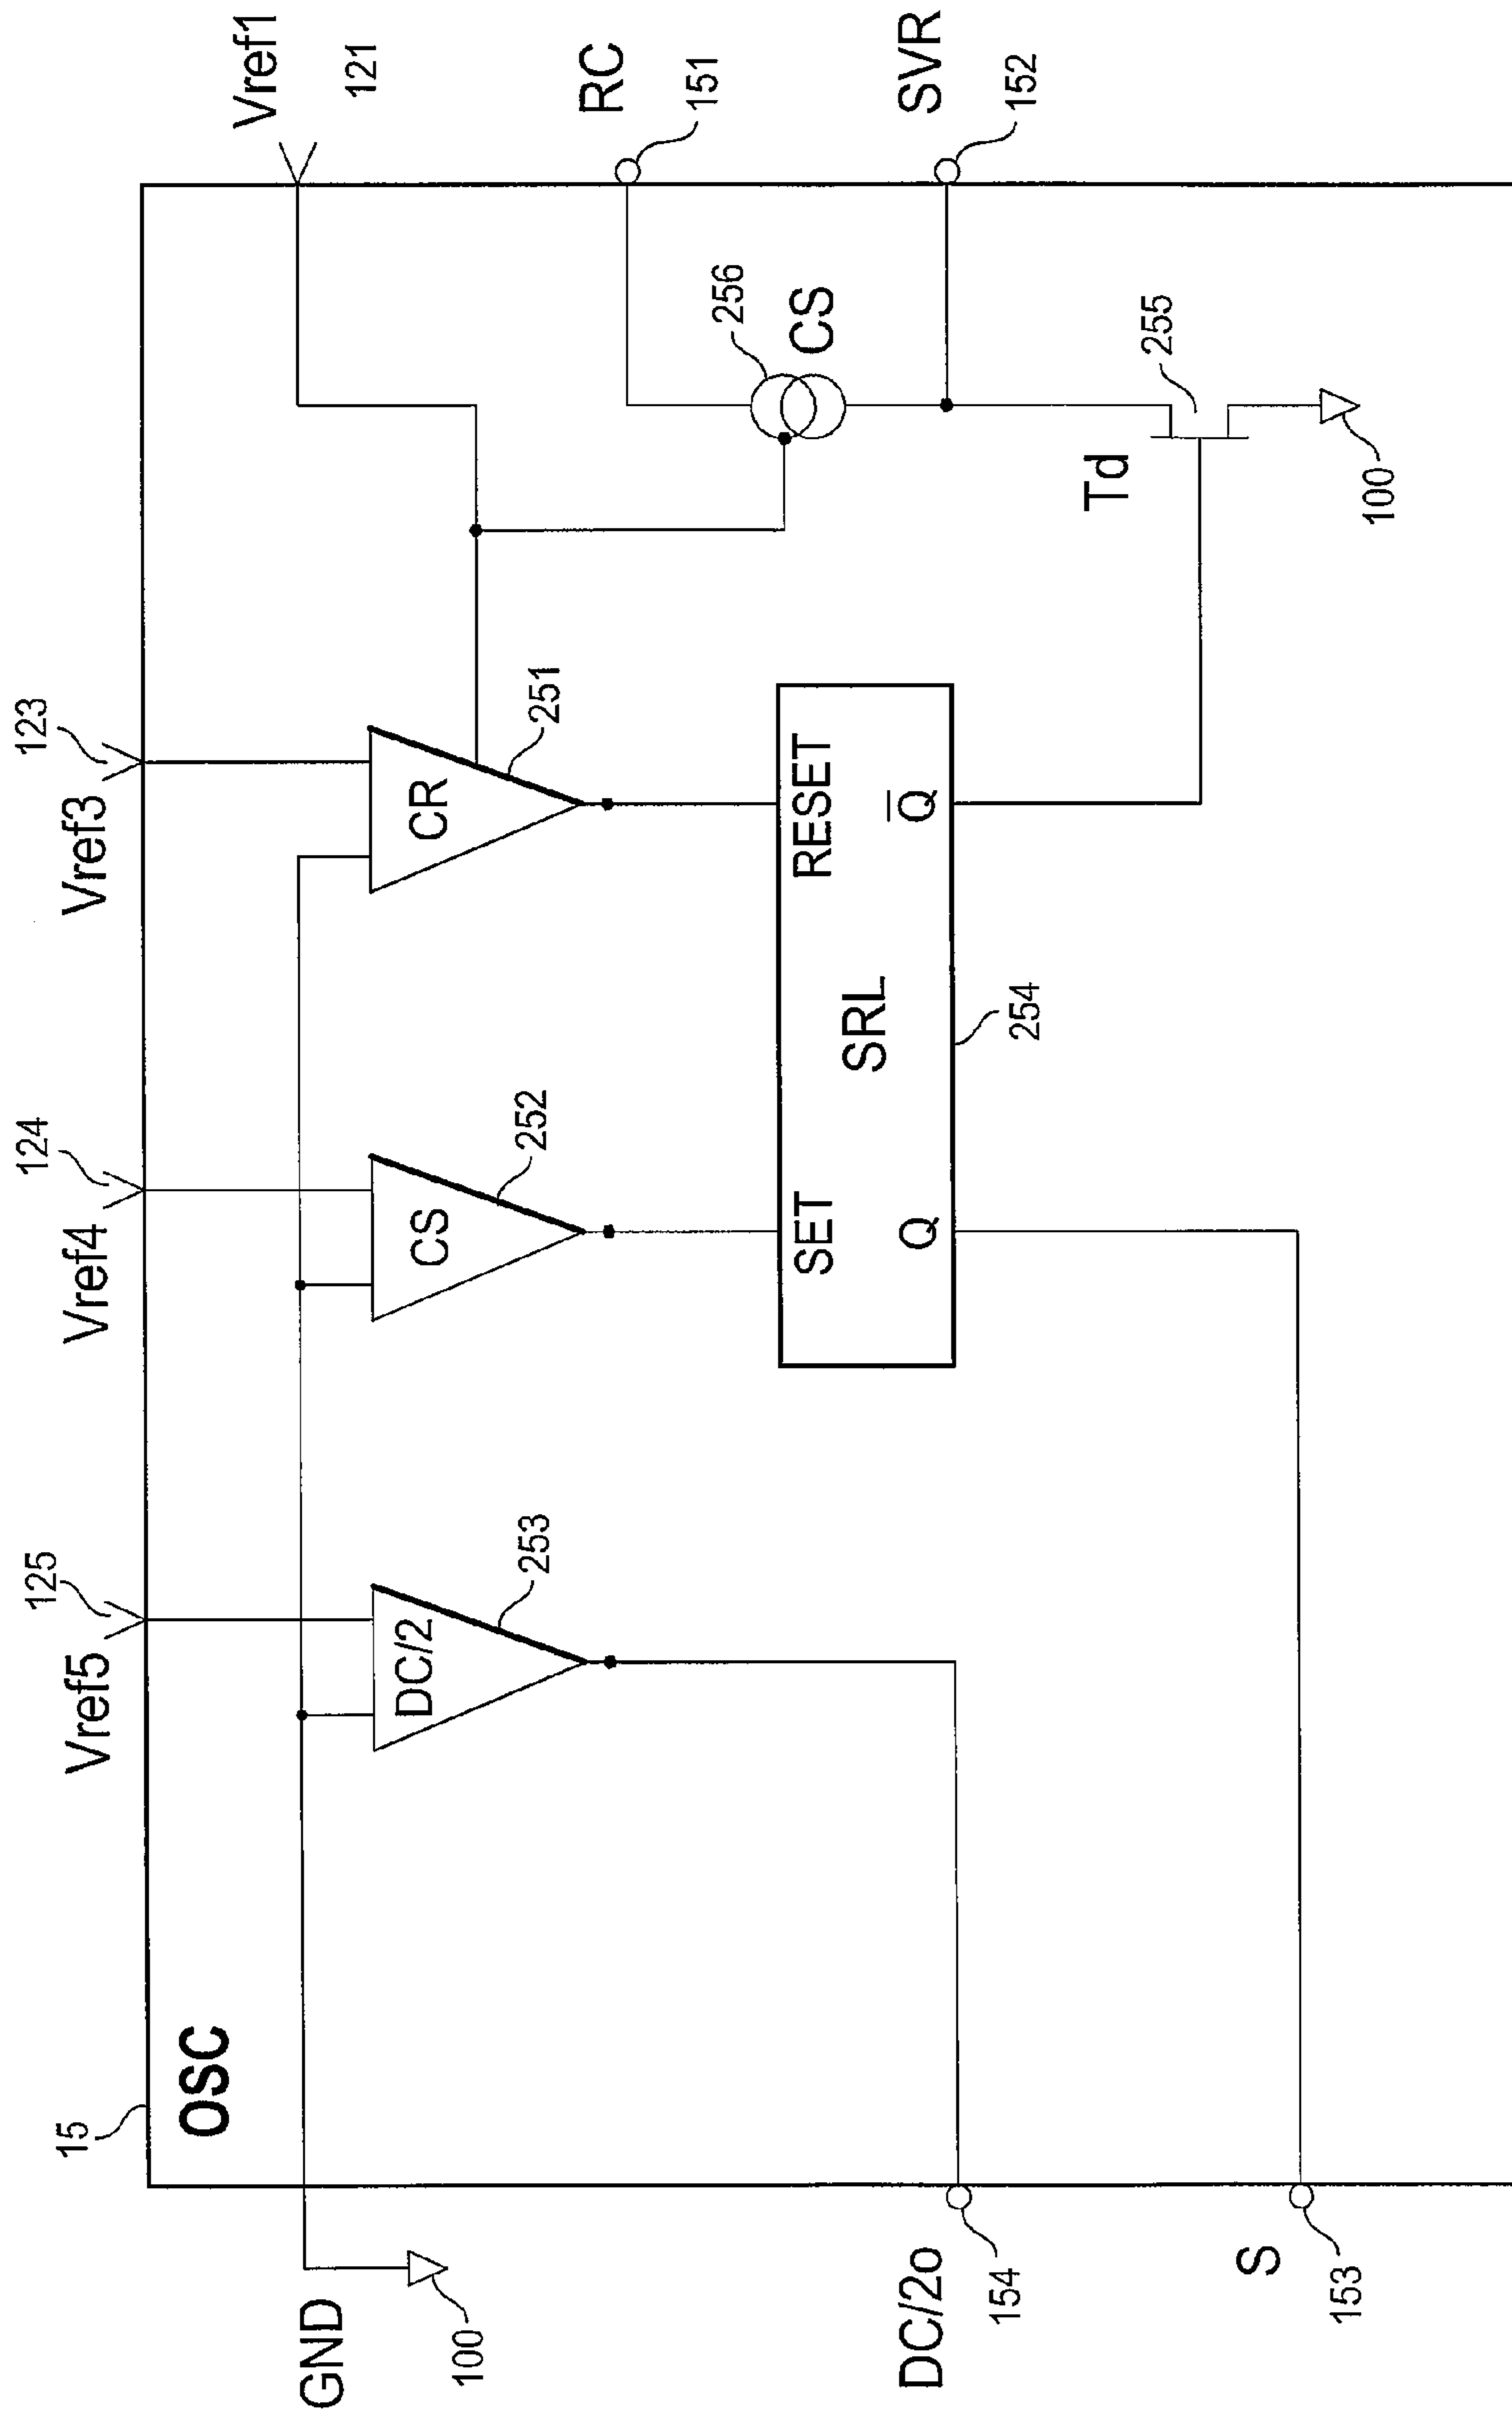 15
OSC
GND
100
125
Vref5
DC/2
253
124
Vref4
CS
252
123
Vref3
CR
251
Vref1
121
RC
151
256
CS
SVR
152
SET
RESET
SRL
Q
Q̅
254
Td
255
100
DC/2o
154
S
153